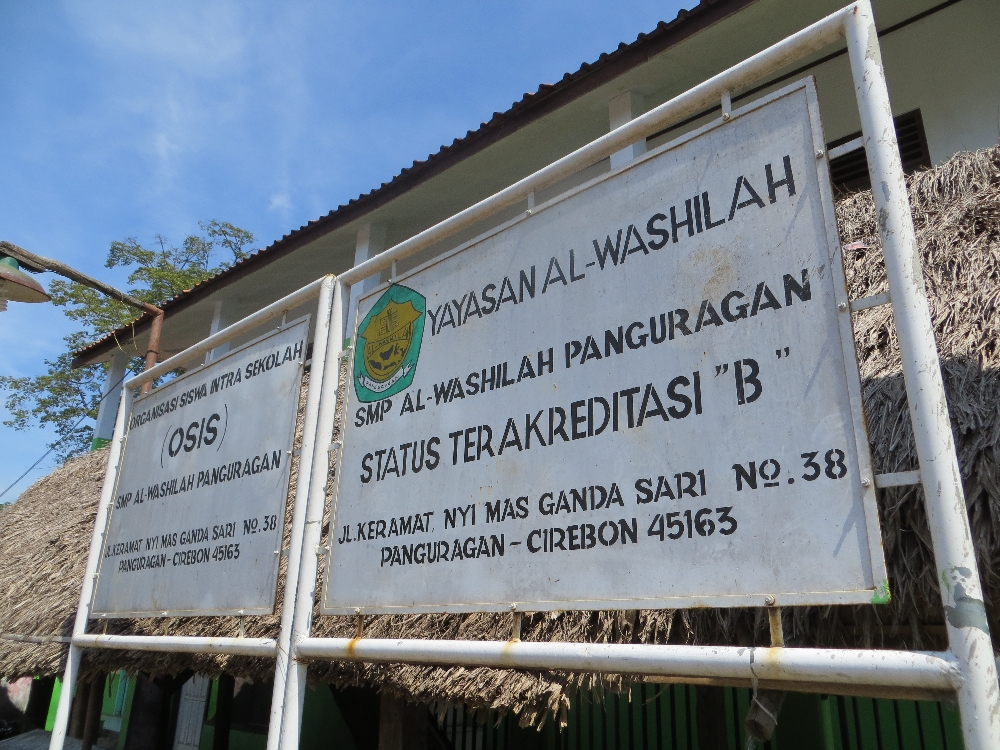 ORGANISASI SISWA INTRA SEKOLAH
(OSIS)
SMP AL-WASHILAH PANGURAGAN
JL.KERAMAT NYI MAS GANDA SARI NO.38
PANGURAGAN-CIREBON 45163
YAYASAN AL-WASHILAH
SMP AL-WASHILAH PANGURAGAN
STATUS TERAKREDITASI "B"
JL.KERAMAT. NYI MAS GANDA SARI NO.38
PANGURAGAN-CIREBON 45163